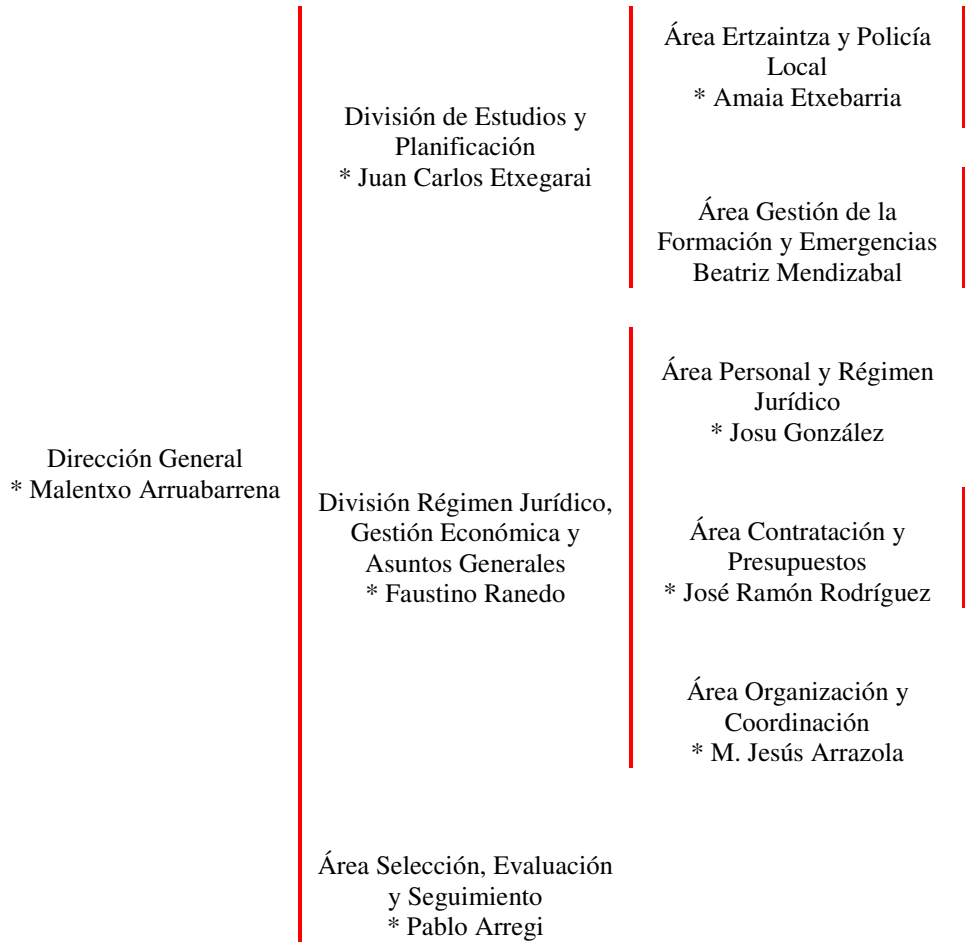 Dirección General
* Malentxo Arruabarrena
División de Estudios y
Planificación
* Juan Carlos Etxegarai
Área Ertzaintza y Policía
Local
* Amaia Etxebarria
Área Gestión de la
Formación y Emergencias
Beatriz Mendizabal
División Régimen Jurídico,
Gestión Económica y
Asuntos Generales
* Faustino Ranedo
Área Personal y Régimen
Jurídico
* Josu González
Área Contratación y
Presupuestos
* José Ramón Rodríguez
Área Organización y
Coordinación
* M. Jesús Arrazola
Área Selección, Evaluación
y Seguimiento
* Pablo Arregi